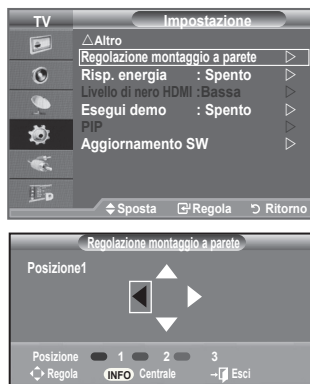 TV Impostazione
△Altro
Regolazione montaggio a parete
Risp. energia : Spento
Livello di nero HDMI :Bassa
Esegui demo : Spento
PIP
Aggiornamento SW
Sposta Regola Ritorno
Regolazione montaggio a parete
Posizione1
Posizione 1 2 3
Regola INFO Centrale Esci